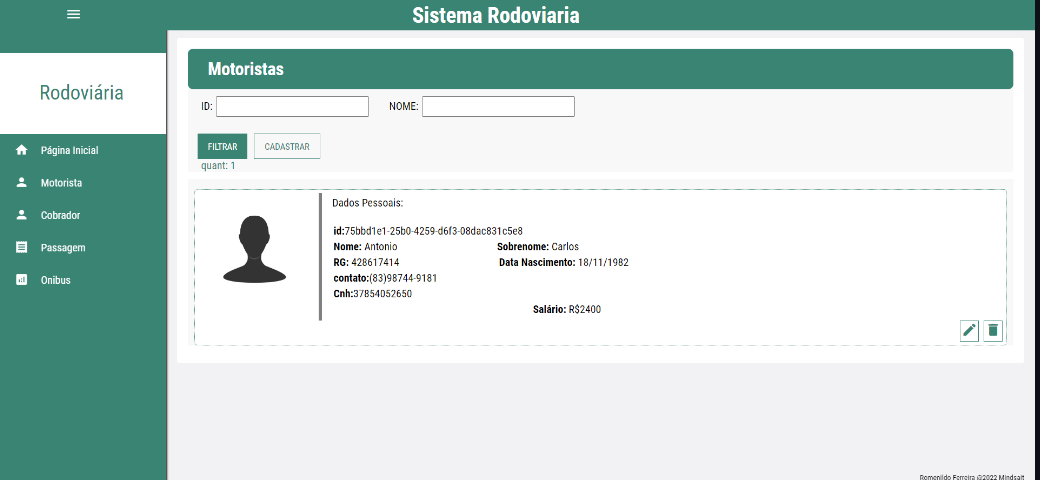 Sistema Rodoviaria
Rodoviária
Página Inicial
Motorista
Cobrador
Passagem
Onibus
Motoristas
ID: NOME:
FILTRAR CADASTRAR
quant: 1
Dados Pessoais:
id:75bbd1e1-25b0-4259-d6f3-08dac831c5e8
Nome: Antonio Sobrenome: Carlos
RG: 428617414 Data Nascimento: 18/11/1982
contato:(83)98744-9181
Cnh:37854052650
Salário: R$2400
Romenildo Ferreira @2022 Mindsait